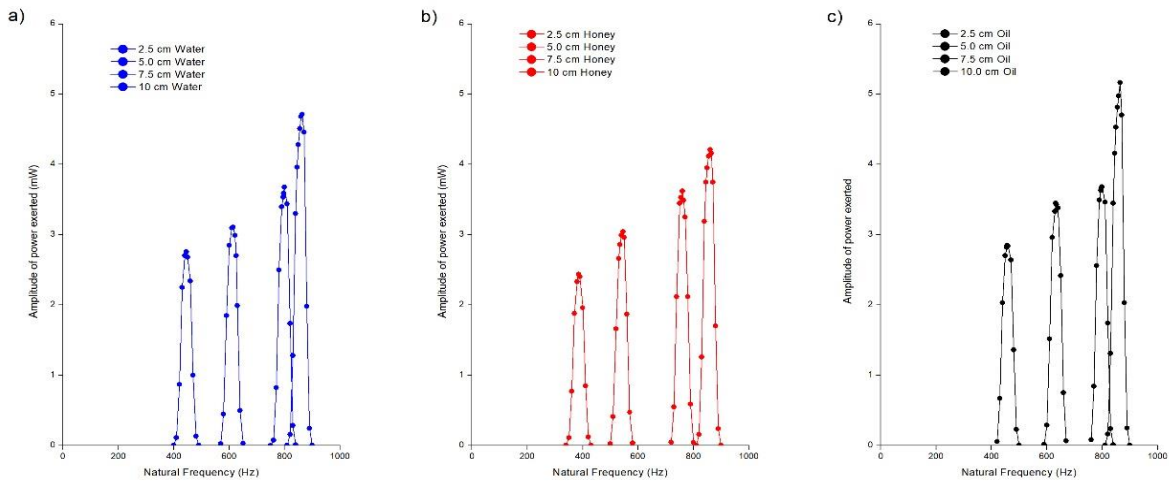 a)
6
5
4
3
2
1
0
Amplitude of power exerted (mW)
2.5 cm Water
5.0 cm Water
7.5 cm Water
10 cm Water
0 200 400 600 800 1000
Natural Frequency (Hz)
b)
6
5
4
3
2
1
0
Amplitude of power exerted (mW)
2.5 cm Honey
5.0 cm Honey
7.5 cm Honey
10 cm Honey
0 200 400 600 800 1000
Natural Frequency (Hz)
c)
6
5
4
3
2
1
0
Amplitude of power exerted
2.5 cm Oil
5.0 cm Oil
7.5 cm Oil
10.0 cm Oil
0 200 400 600 800 1000
Natural Frequency (Hz)